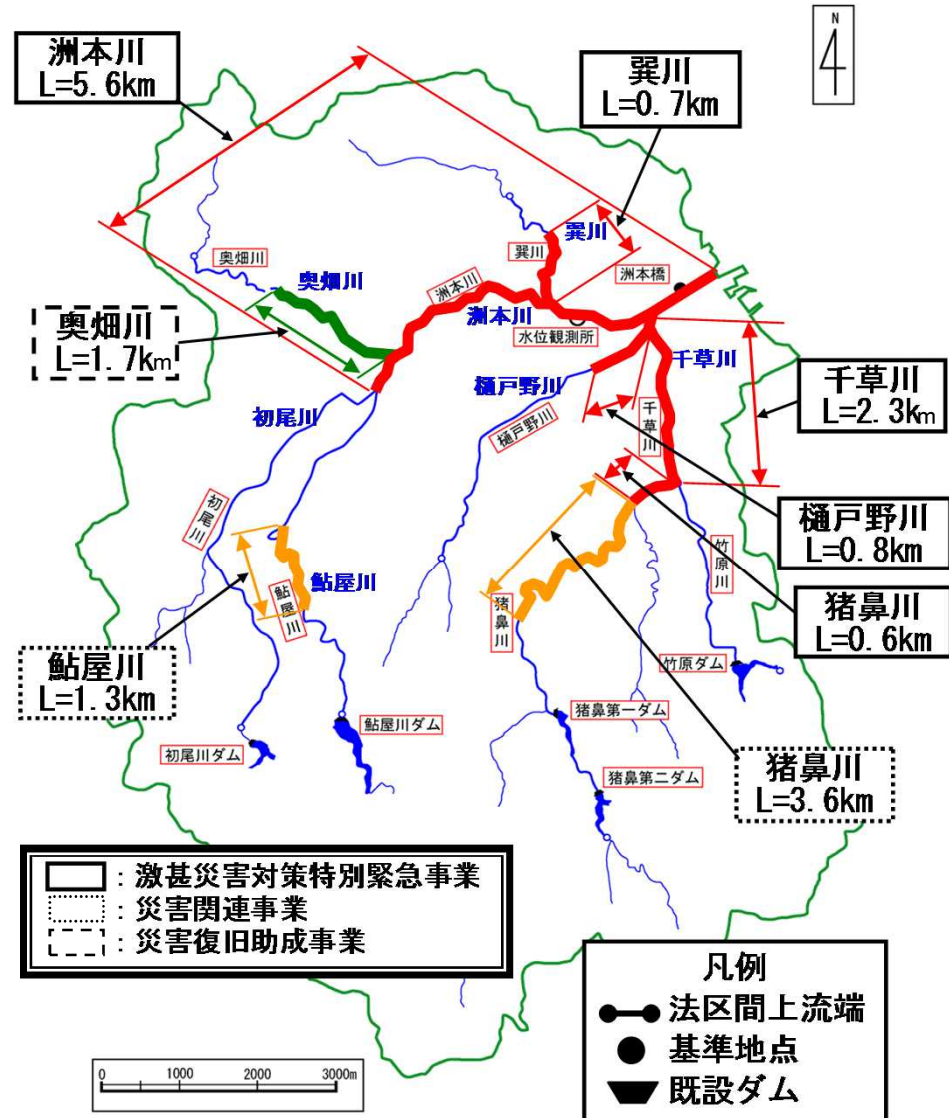 N
洲本川
L=5.6km
巽川
L=0.7km
巽川
巽川
洲本橋
奥畑川
奥畑川
洲本川
洲本川
水位観測所
奥畑川
L=1.7km
千草川
千草川
L=2.3km
樋戸野川
樋戸野川
千草川
初尾川
初尾川
樋戸野川
L=0.8km
竹原川
猪鼻川
L=0.6km
鮎屋川
鮎屋川
猪鼻川
鮎屋川
L=1.3km
竹原ダム
猪鼻第一ダム
鮎屋川ダム
初尾川ダム
猪鼻第二ダム
猪鼻川
L=3.6km
:激甚災害対策特別緊急事業
:災害関連事業
:災害復旧助成事業
凡例
法区間上流端
基準地点
既設ダム
0 1000 2000 3000m